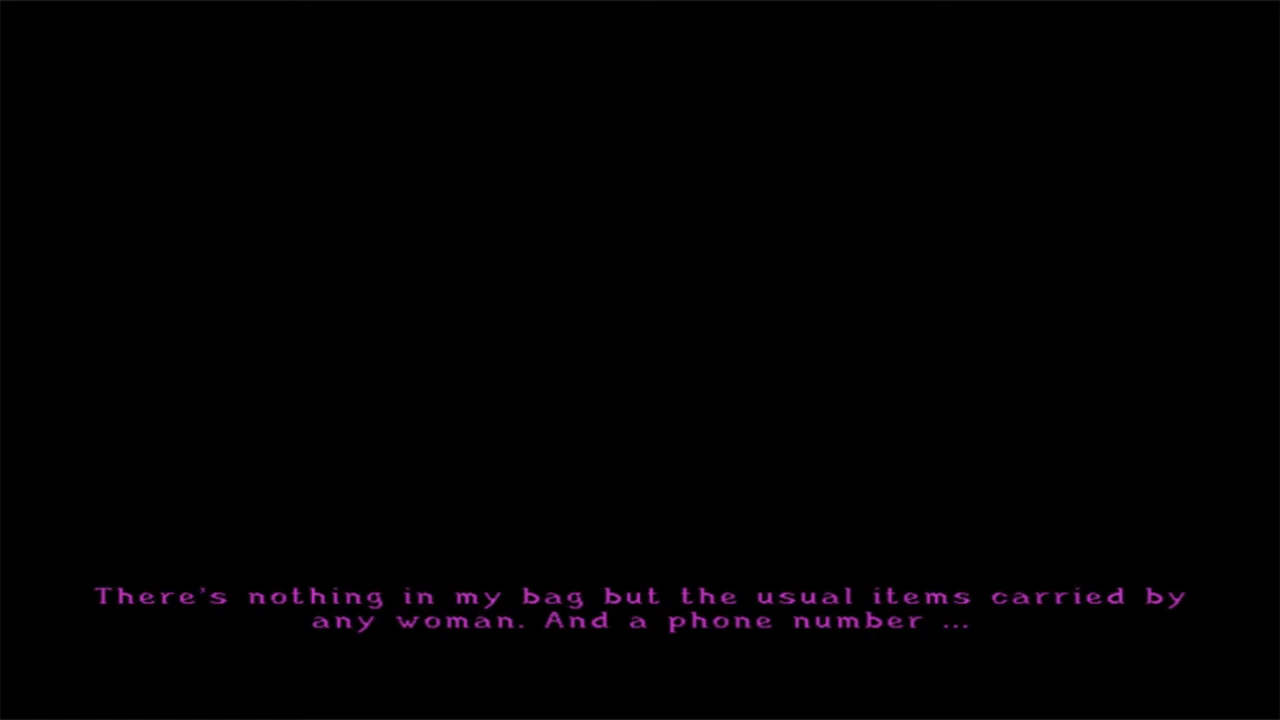 There's nothing in my bag but the usual items carried by
any woman. And a phone number ...